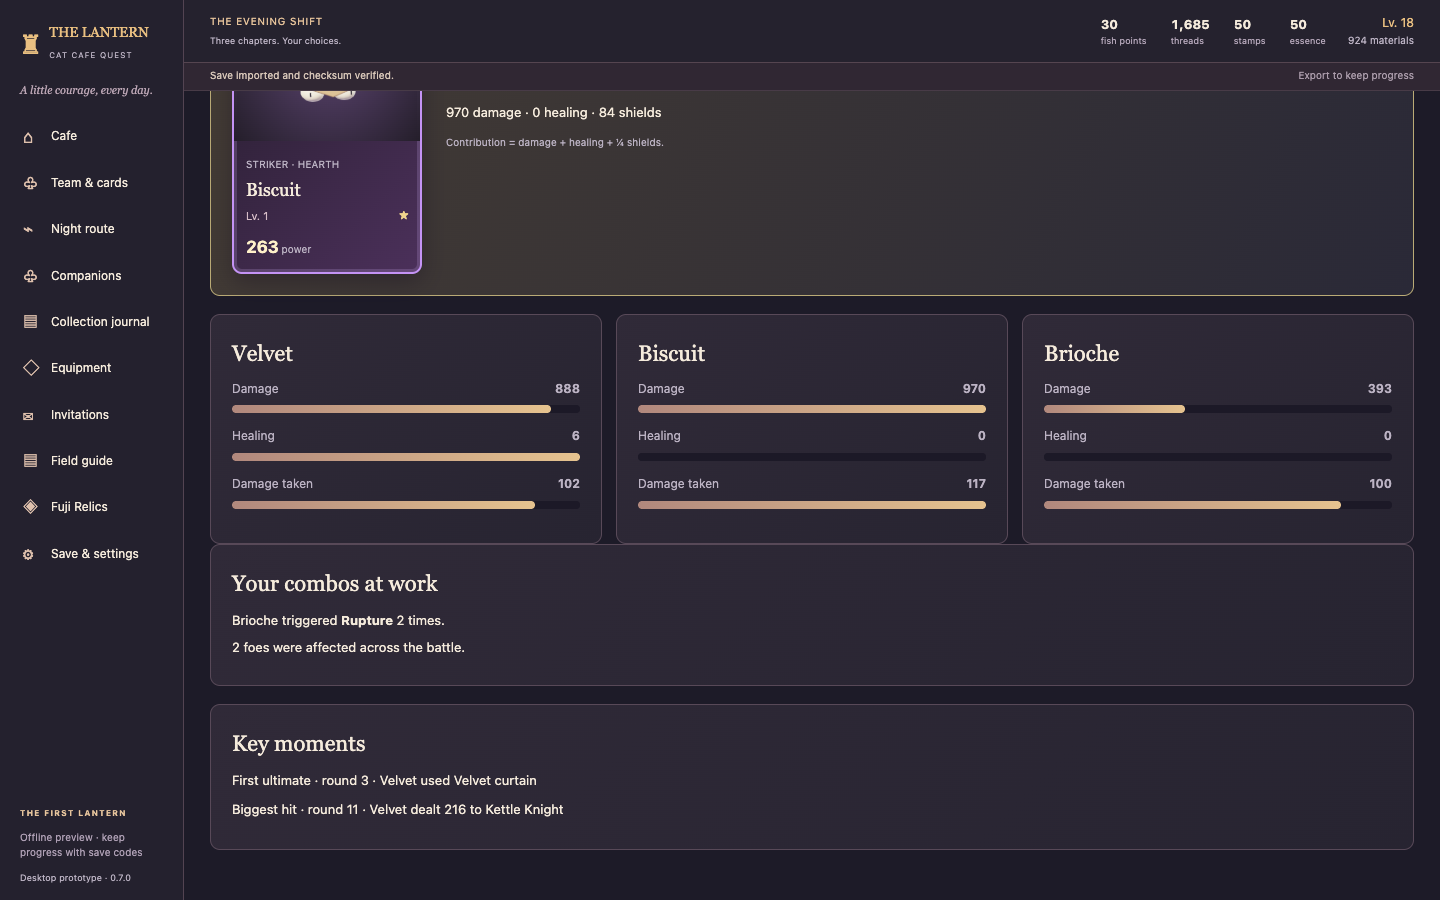 THE LANTERN
CAT CAFE QUEST
A little courage, every day.
Cafe
Team & cards
Night route
Companions
Collection journal
Equipment
Invitations
Field guide
Fuji Relics
Save & settings
THE FIRST LANTERN
Offline preview · keep
progress with save codes
Desktop prototype · 0.7.0
THE EVENING SHIFT
Three chapters. Your choices.
30
fish points
1,685
threads
50
stamps
50
essence
Lv. 18
924 materials
Save imported and checksum verified.
Export to keep progress
STRIKER · HEARTH
Biscuit
Lv. 1
263 power
970 damage · 0 healing · 84 shields
Contribution = damage + healing + ¼ shields.
Velvet
Damage 888
Healing 6
Damage taken 102
Biscuit
Damage 970
Healing 0
Damage taken 117
Brioche
Damage 393
Healing 0
Damage taken 100
Your combos at work
Brioche triggered Rupture 2 times.
2 foes were affected across the battle.
Key moments
First ultimate · round 3 · Velvet used Velvet curtain
Biggest hit · round 11 · Velvet dealt 216 to Kettle Knight